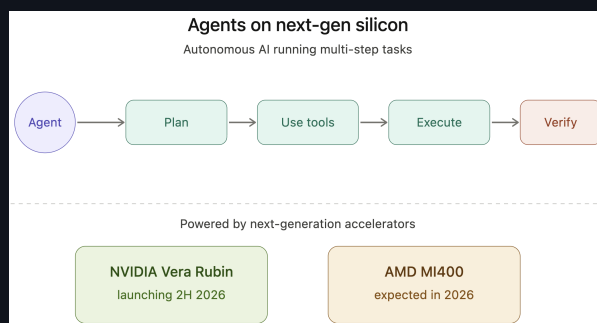 Agents on next-gen silicon
Autonomous AI running multi-step tasks
Agent
Plan
Use tools
Execute
Verify
Powered by next-generation accelerators
NVIDIA Vera Rubin
launching 2H 2026
AMD MI400
expected in 2026